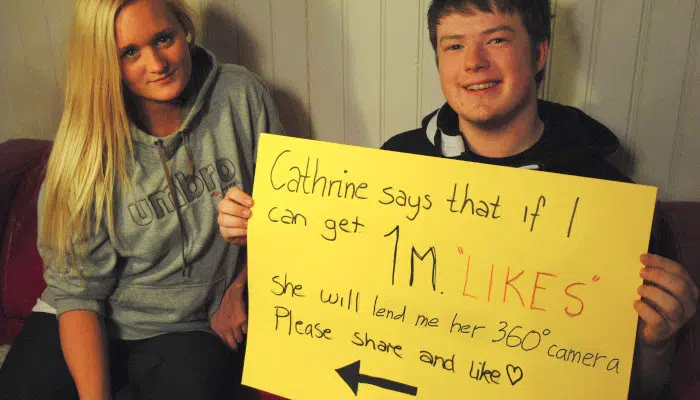 umbro
Cathrine says that if I
can get 1M. "LIKES"
she will lend me her 360° camera
Please share and like♡